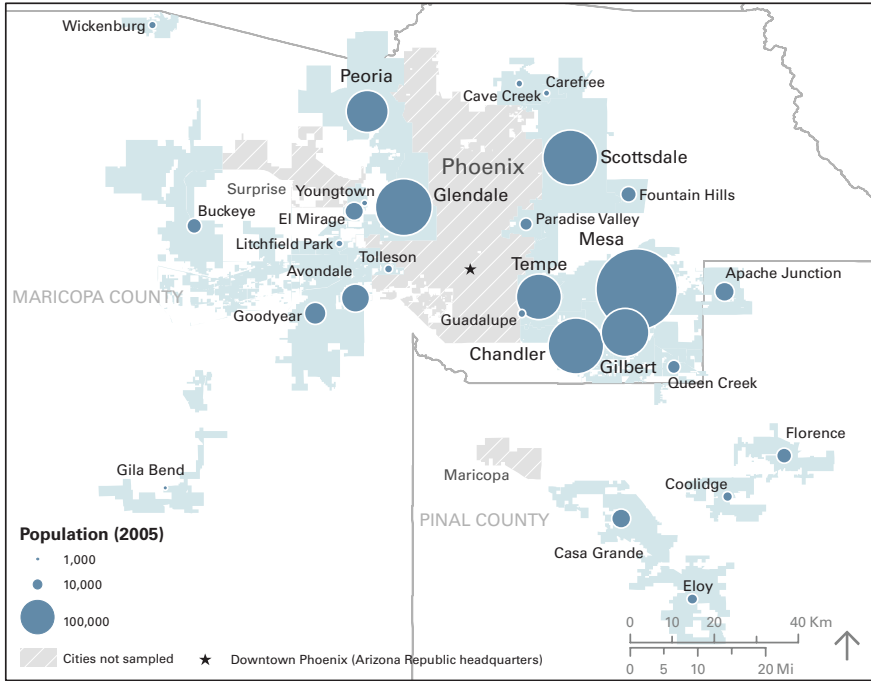 Wickenburg
Peoria
Carefree
Cave Creek
Phoenix
Scottsdale
Surprise
Youngtown
Glendale
Fountain Hills
Buckeye
El Mirage
Paradise Valley
Litchfield Park
Mesa
Tolleson
Tempe
Avondale
Apache Junction
MARICOPA COUNTY
Goodyear
Guadalupe
Chandler
Gilbert
Queen Creek
Florence
Gila Bend
Maricopa
Coolidge
PINAL COUNTY
Population (2005)
Casa Grande
1,000
10,000
Eloy
100,000
0 10 20 40 Km
Cities not sampled
Downtown Phoenix (Arizona Republic headquarters)
0 5 10 20 Mi